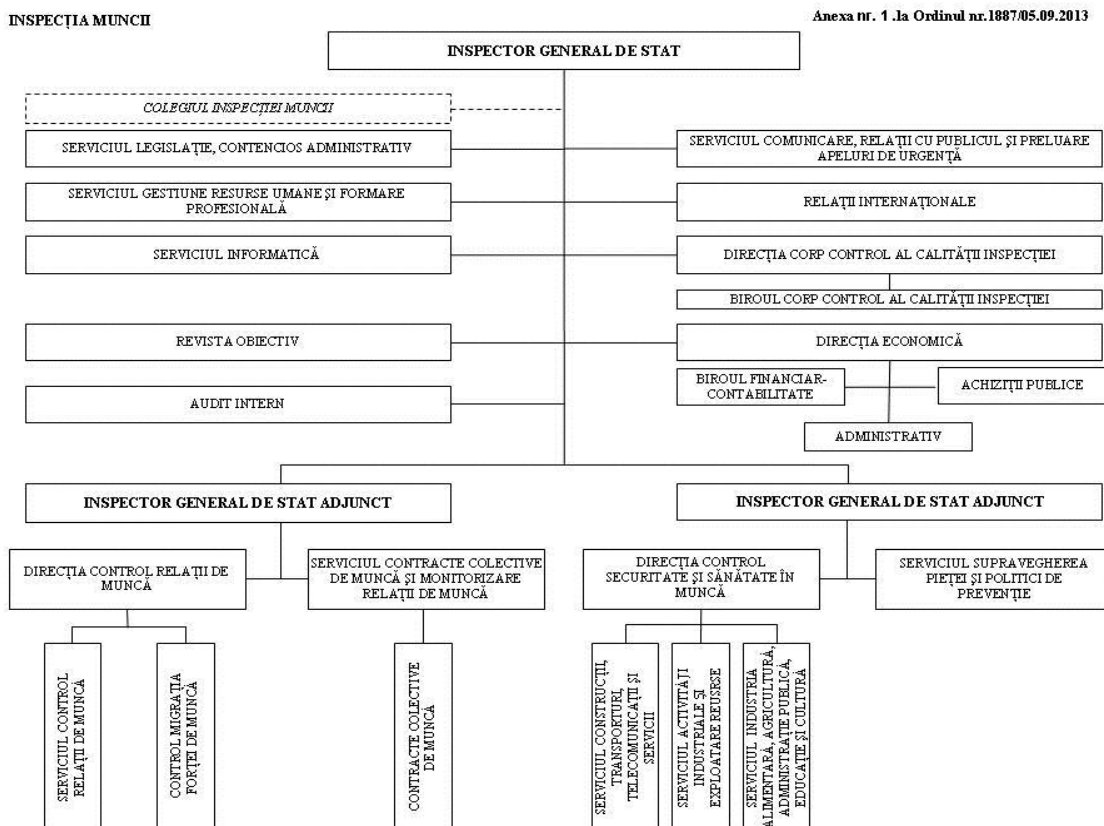 INSPECȚIA MUNCII
Anexa nr. 1 .la Ordinul nr.1887/05.09.2013
INSPECTOR GENERAL DE STAT
COLEGIUL INSPECȚIEI MUNCII
SERVICIUL LEGISLAȚIE, CONTENCIOS ADMINISTRATIV
SERVICIUL COMUNICARE, RELAȚII CU PUBLICUL ȘI PRELUARE
APELURI DE URGENȚĂ
SERVICIUL GESTIUNE RESURSE UMANE ȘI FORMARE
PROFESIONALĂ
RELAȚII INTERNAȚIONALE
SERVICIUL INFORMATICĂ
DIRECȚIA CORP CONTROL AL CALITĂȚII INSPECȚIEI
BIROUL CORP CONTROL AL CALITĂȚII INSPECȚIEI
REVISTA OBIECTIV
DIRECȚIA ECONOMICĂ
BIROUL FINANCIAR-
CONTABILITATE
ACHIZIȚII PUBLICE
AUDIT INTERN
ADMINISTRATIV
INSPECTOR GENERAL DE STAT ADJUNCT
INSPECTOR GENERAL DE STAT ADJUNCT
DIRECȚIA CONTROL RELAȚII DE
MUNCĂ
SERVICIUL CONTRACTE COLECTIVE
DE MUNCĂ ȘI MONITORIZARE
RELAȚII DE MUNCĂ
DIRECȚIA CONTROL
SECURITATE ȘI SĂNĂTATE ÎN
MUNCĂ
SERVICIUL SUPRAVEGHEREA
PIEȚEI ȘI POLITICI DE
PREVENȚIE
SERVICIUL CONTROL
RELAȚII DE MUNCĂ
CONTROL MIGRAȚIA
FORȚEI DE MUNCĂ
CONTRACTE COLECTIVE
DE MUNCĂ
SERVICIUL CONSTRUCȚII,
TRANSPORTURI,
TELECOMUNICAȚII ȘI
SERVICII
SERVICIUL ACTIVITĂȚI
INDUSTRIALE ȘI
EXPLOATARE REUSRSE
SERVICIUL INDUSTRIA
ALIMENTARĂ, AGRICULTURĂ,
ADMINISTRAȚIE PUBLICĂ,
EDUCAȚIE ȘI CULTURĂ